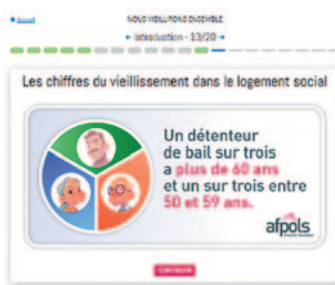 Accueil
NOUS VIEILLIRONS ENSEMBLE
Introduction - 13/20
Les chiffres du vieillissement dans le logement social
Un détenteur
de bail sur trois
a plus de 60 ans
et un sur trois entre
50 et 59 ans.
afpols